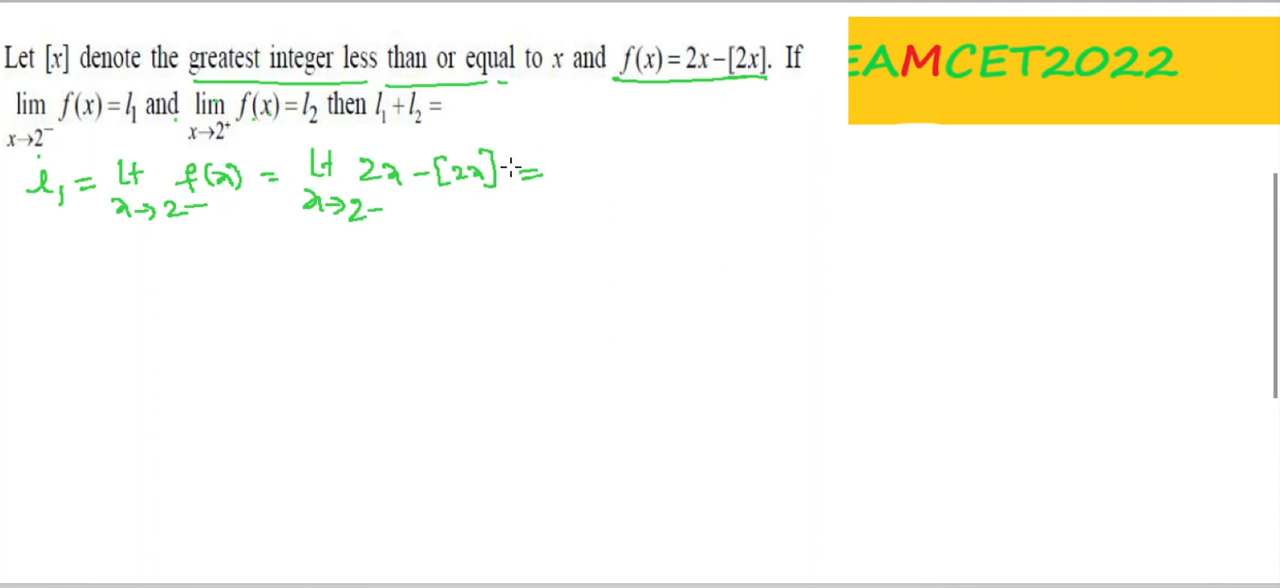 Let [x] denote the greatest integer less than or equal to x and f(x)=2x−[2x]. If
lim f(x)=l₁ and lim f(x)=l₂ then l₁+l₂=
x→2⁻ x→2⁺
EAMCET2022
l₁ = Lt f(x) = Lt 2x-[2x] =
x→2- x→2-